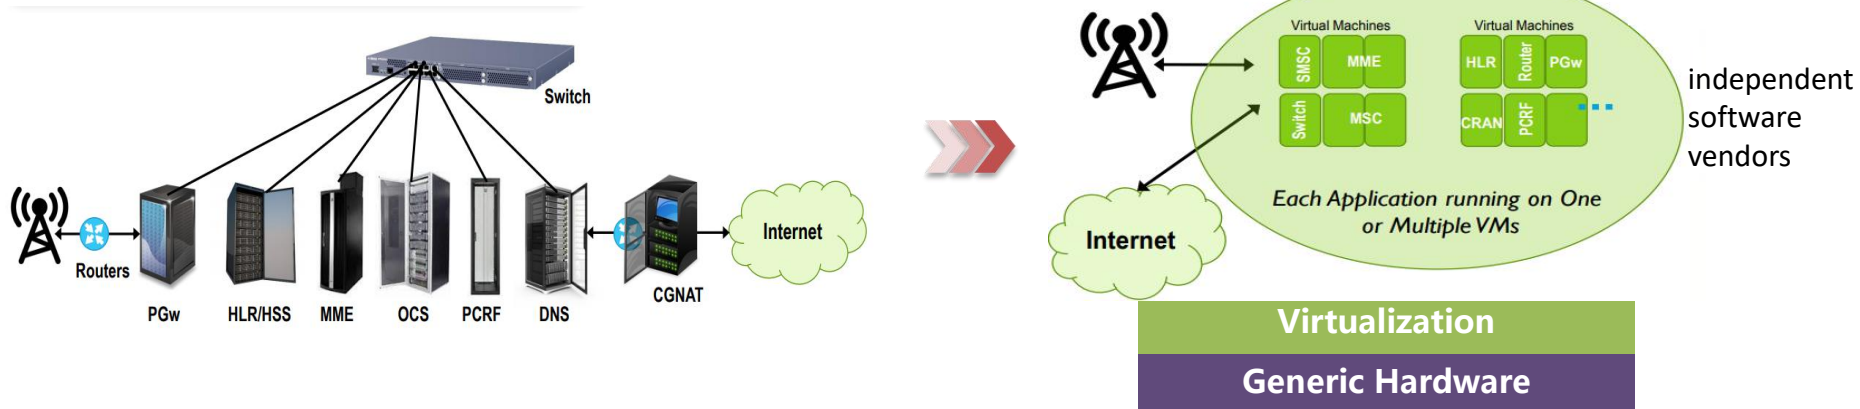 Switch
Routers
PGw
HLR/HSS
MME
OCS
PCRF
DNS
CGNAT
Internet
Virtual Machines
SMSC
MME
Switch
MSC
Virtual Machines
HLR
Router
PGw
CRAN
PCRF
Each Application running on One
or Multiple VMs
Internet
independent
software
vendors
Virtualization
Generic Hardware